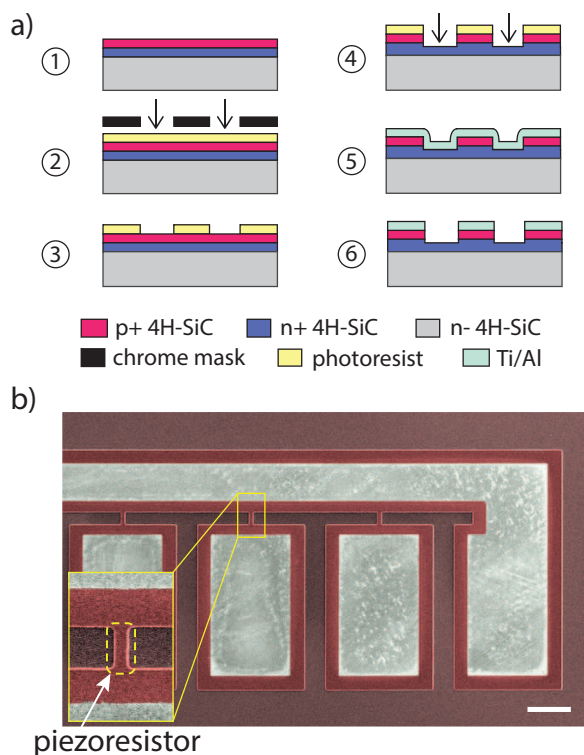 a)
1
2
3
4
5
6
p+ 4H-SiC
n+ 4H-SiC
n- 4H-SiC
chrome mask
photoresist
Ti/Al
b)
piezoresistor